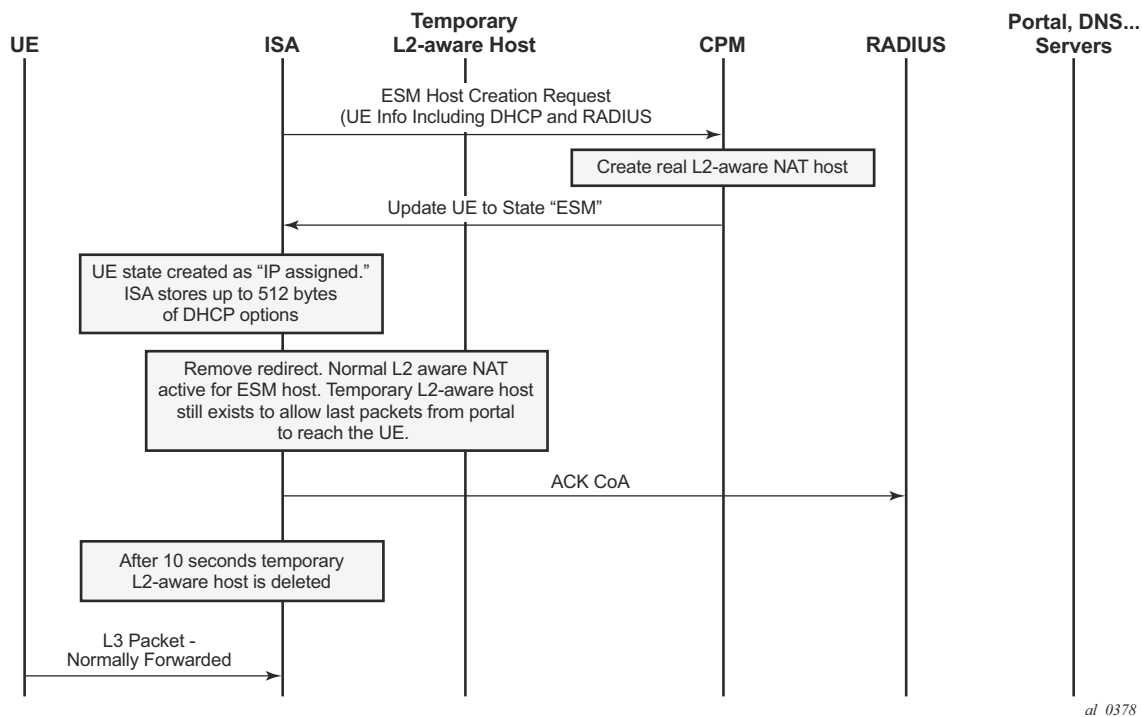 UE
ISA
Temporary
L2-aware Host
CPM
RADIUS
Portal, DNS...
Servers
ESM Host Creation Request
(UE Info Including DHCP and RADIUS
Create real L2-aware NAT host
Update UE to State “ESM”
UE state created as “IP assigned.”
ISA stores up to 512 bytes
of DHCP options
Remove redirect. Normal L2 aware NAT
active for ESM host. Temporary L2-aware host
still exists to allow last packets from portal
to reach the UE.
ACK CoA
After 10 seconds temporary
L2-aware host is deleted
L3 Packet -
Normally Forwarded
al_0378